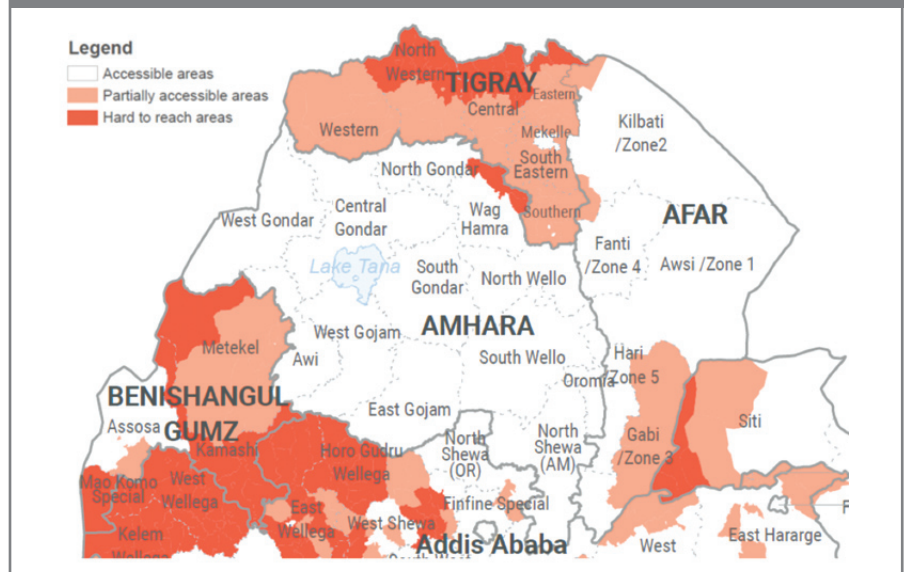 Legend
Accessible areas
Partially accessible areas
Hard to reach areas
North
Western
TIGRAY
Eastern
Central
Western
Mekelle
South
Eastern
Southern
Kilbati
/Zone2
North Gondar
West Gondar
Central
Gondar
Wag
Hamra
AFAR
Fanti
/Zone 4
Awsi /Zone 1
Lake Tana
South
Gondar
North Wello
Metekel
West Gojam
Awi
AMHARA
South Wello
Oromia
Hari
/Zone 5
BENISHANGUL
GUMZ
Assosa
East Gojam
Siti
Gabi
/Zone 3
Kamashi
Horo Gudru
Wellega
North
Shewa
(OR)
North
Shewa
(AM)
Mao Komo
Special
West
Wellega
East
Wellega
West Shewa
Finfine Special
Kelem
Wellega
Addis Ababa
South West
West
East Hararge